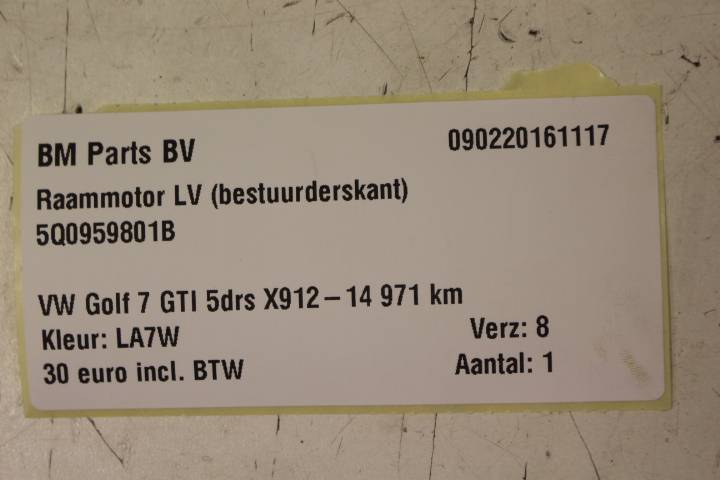 BM Parts BV 090220161117
Raammotor LV (bestuurderskant)
5Q0959801B
VW Golf 7 GTI 5drs X912-14 971 km
Kleur: LA7W Verz: 8
30 euro incl. BTW Aantal: 1